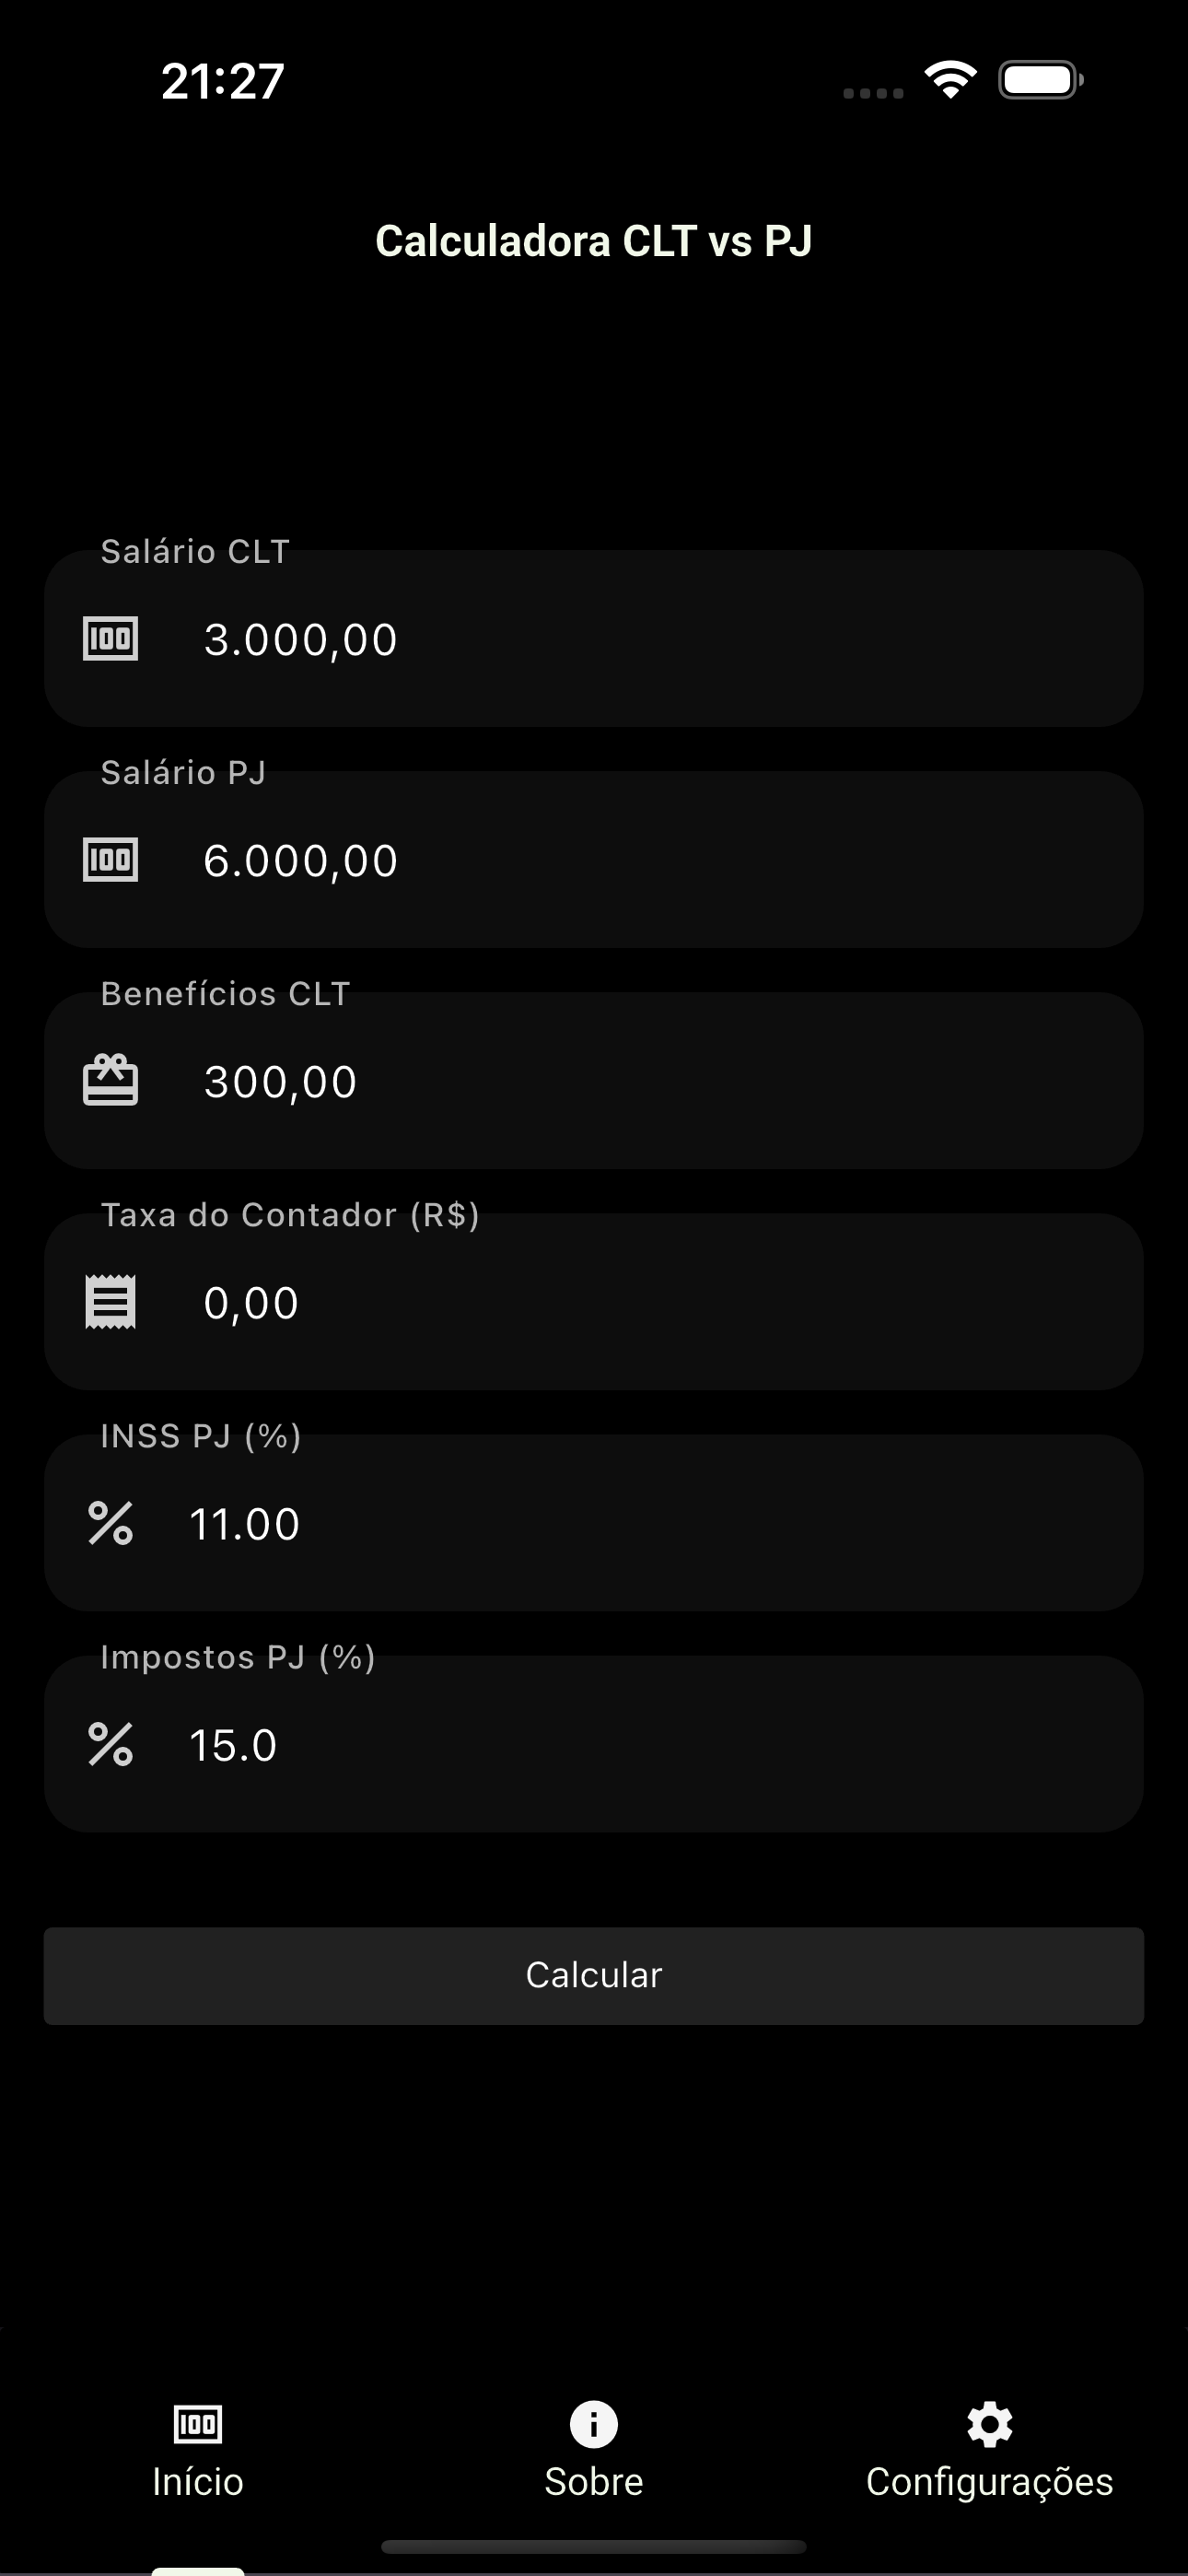 21:27
Calculadora CLT vs PJ
Salário CLT
3.000,00
Salário PJ
6.000,00
Benefícios CLT
300,00
Taxa do Contador (R$)
0,00
INSS PJ (%)
11.00
Impostos PJ (%)
15.0
Calcular
Início Sobre Configurações